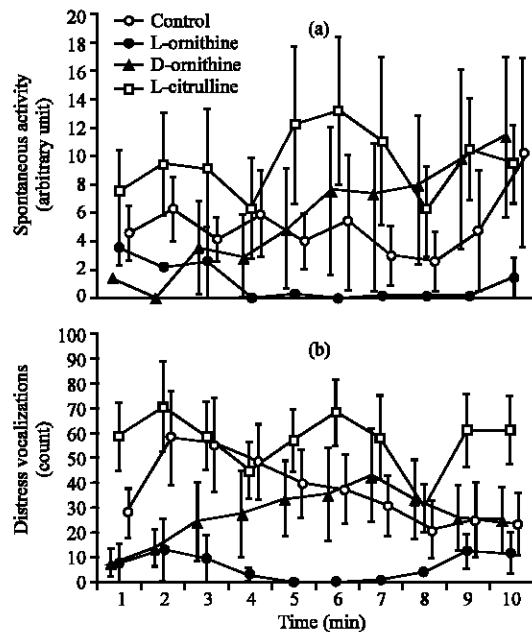 Control
L-ornithine
D-ornithine
L-citrulline
(a)
Spontaneous activity
(arbitrary unit)
20
18
16
14
12
10
8
6
4
2
0
(b)
Distress vocalizations
(count)
100
90
80
70
60
50
40
30
20
10
0
1 2 3 4 5 6 7 8 9 10
Time (min)